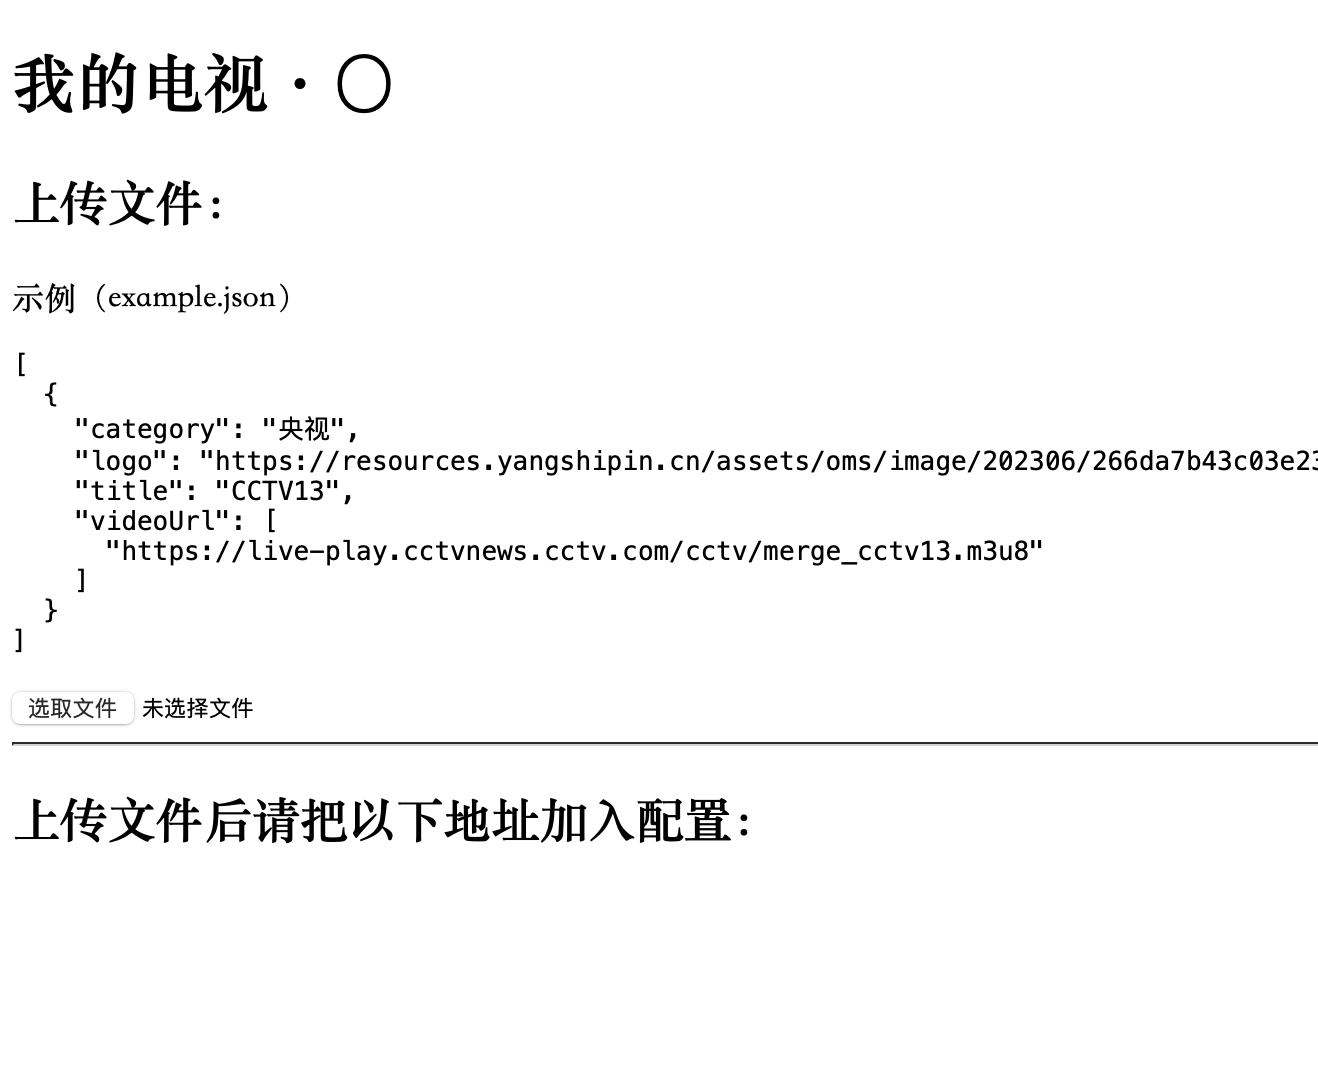 我的电视·〇
上传文件：
示例（example.json）
[
  {
    "category": "央视",
    "logo": "https://resources.yangshipin.cn/assets/oms/image/202306/266da7b43c03e23
    "title": "CCTV13",
    "videoUrl": [
      "https://live-play.cctvnews.cctv.com/cctv/merge_cctv13.m3u8"
    ]
  }
]
选取文件 未选择文件
上传文件后请把以下地址加入配置：